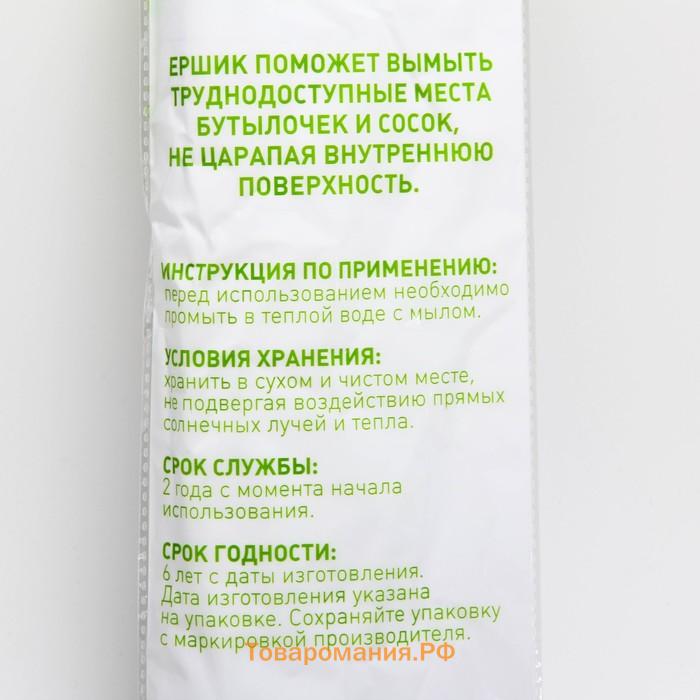 ЕРШИК ПОМОЖЕТ ВЫМЫТЬ
ТРУДНОДОСТУПНЫЕ МЕСТА
БУТЫЛОЧЕК И СОСОК,
НЕ ЦАРАПАЯ ВНУТРЕННЮЮ
ПОВЕРХНОСТЬ.
ИНСТРУКЦИЯ ПО ПРИМЕНЕНИЮ:
перед использованием необходимо
промыть в теплой воде с мылом.
УСЛОВИЯ ХРАНЕНИЯ:
хранить в сухом и чистом месте,
не подвергая воздействию прямых
солнечных лучей и тепла.
СРОК СЛУЖБЫ:
2 года с момента начала
использования.
СРОК ГОДНОСТИ:
6 лет с даты изготовления.
Дата изготовления указана
на упаковке. Сохраняйте упаковку
с маркировкой производителя.
Товаромания.РФ